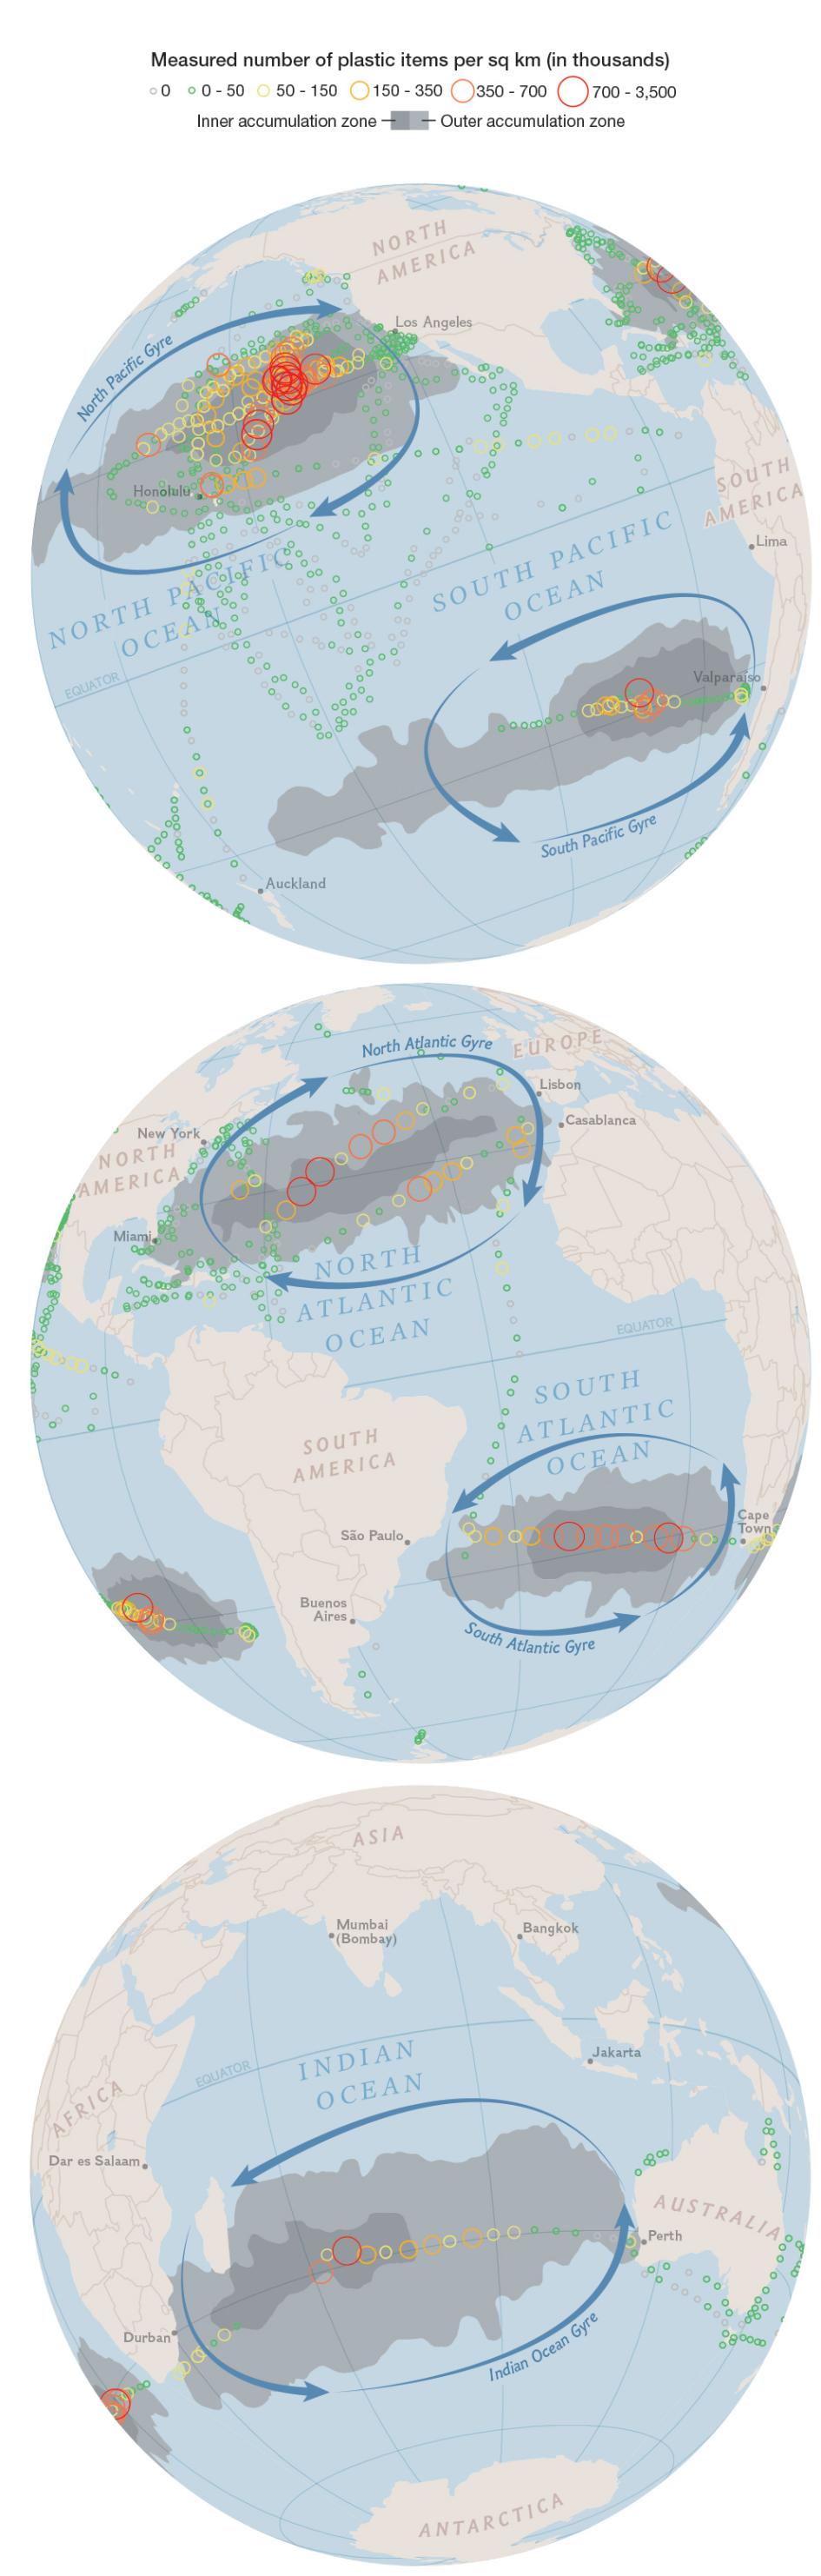 Measured number of plastic items per sq km (in thousands)
0 0 - 50 50 - 150 150 - 350 350 - 700 700 - 3,500
Inner accumulation zone Outer accumulation zone
NORTH
AMERICA
Los Angeles
North Pacific Gyre
Honolulu
SOUTH
AMERICA
Lima
SOUTH PACIFIC
OCEAN
NORTH PACIFIC
OCEAN
EQUATOR
Valparaiso
South Pacific Gyre
Auckland
North Atlantic Gyre
EUROPE
Lisbon
Casablanca
New York
NORTH
AMERICA
Miami
NORTH
ATLANTIC
OCEAN
EQUATOR
SOUTH
ATLANTIC
OCEAN
SOUTH
AMERICA
São Paulo
Cape
Town
Buenos
Aires
South Atlantic Gyre
ASIA
Mumbai
(Bombay)
Bangkok
INDIAN
OCEAN
Jakarta
EQUATOR
AFRICA
Dar es Salaam
AUSTRALIA
Perth
Durban
Indian Ocean Gyre
ANTARCTICA